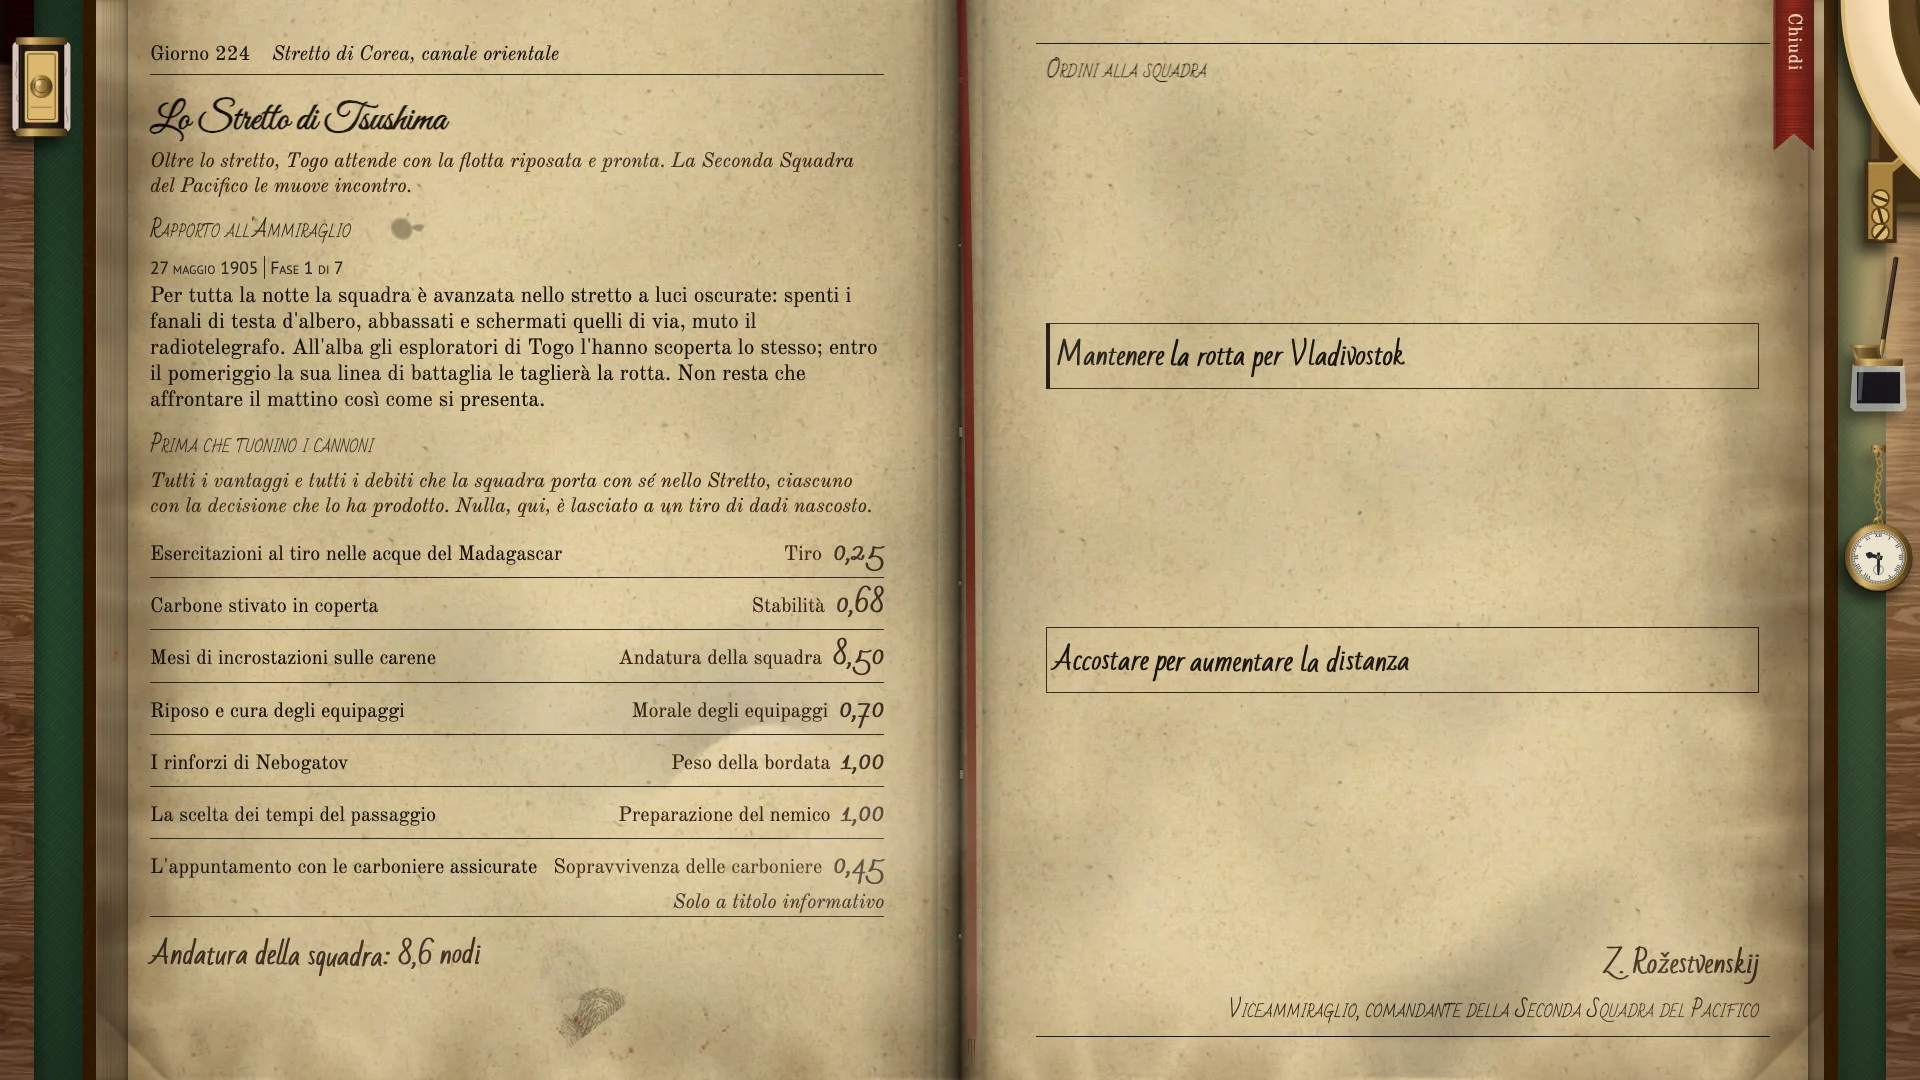 Giorno 224 Stretto di Corea, canale orientale
Lo Stretto di Tsushima
Oltre lo stretto, Togo attende con la flotta riposata e pronta. La Seconda Squadra
del Pacifico le muove incontro.
Rapporto all'Ammiraglio
27 maggio 1905 | Fase 1 di 7
Per tutta la notte la squadra è avanzata nello stretto a luci oscurate: spenti i
fanali di testa d'albero, abbassati e schermati quelli di via, muto il
radiotelegrafo. All'alba gli esploratori di Togo l'hanno scoperta lo stesso; entro
il pomeriggio la sua linea di battaglia le taglierà la rotta. Non resta che
affrontare il mattino così come si presenta.
Prima che tuonino i cannoni
Tutti i vantaggi e tutti i debiti che la squadra porta con sé nello Stretto, ciascuno
con la decisione che lo ha prodotto. Nulla, qui, è lasciato a un tiro di dadi nascosto.
Esercitazioni al tiro nelle acque del Madagascar Tiro 0,25
Carbone stivato in coperta Stabilità 0,68
Mesi di incrostazioni sulle carene Andatura della squadra 8,50
Riposo e cura degli equipaggi Morale degli equipaggi 0,70
I rinforzi di Nebogatov Peso della bordata 1,00
La scelta dei tempi del passaggio Preparazione del nemico 1,00
L'appuntamento con le carboniere assicurate Sopravvivenza delle carboniere 0,45
Solo a titolo informativo
Andatura della squadra: 8,6 nodi
Ordini alla squadra
Mantenere la rotta per Vladivostok
Accostare per aumentare la distanza
Z. Rožestvenskij
Viceammiraglio, comandante della Seconda Squadra del Pacifico
Chiudi